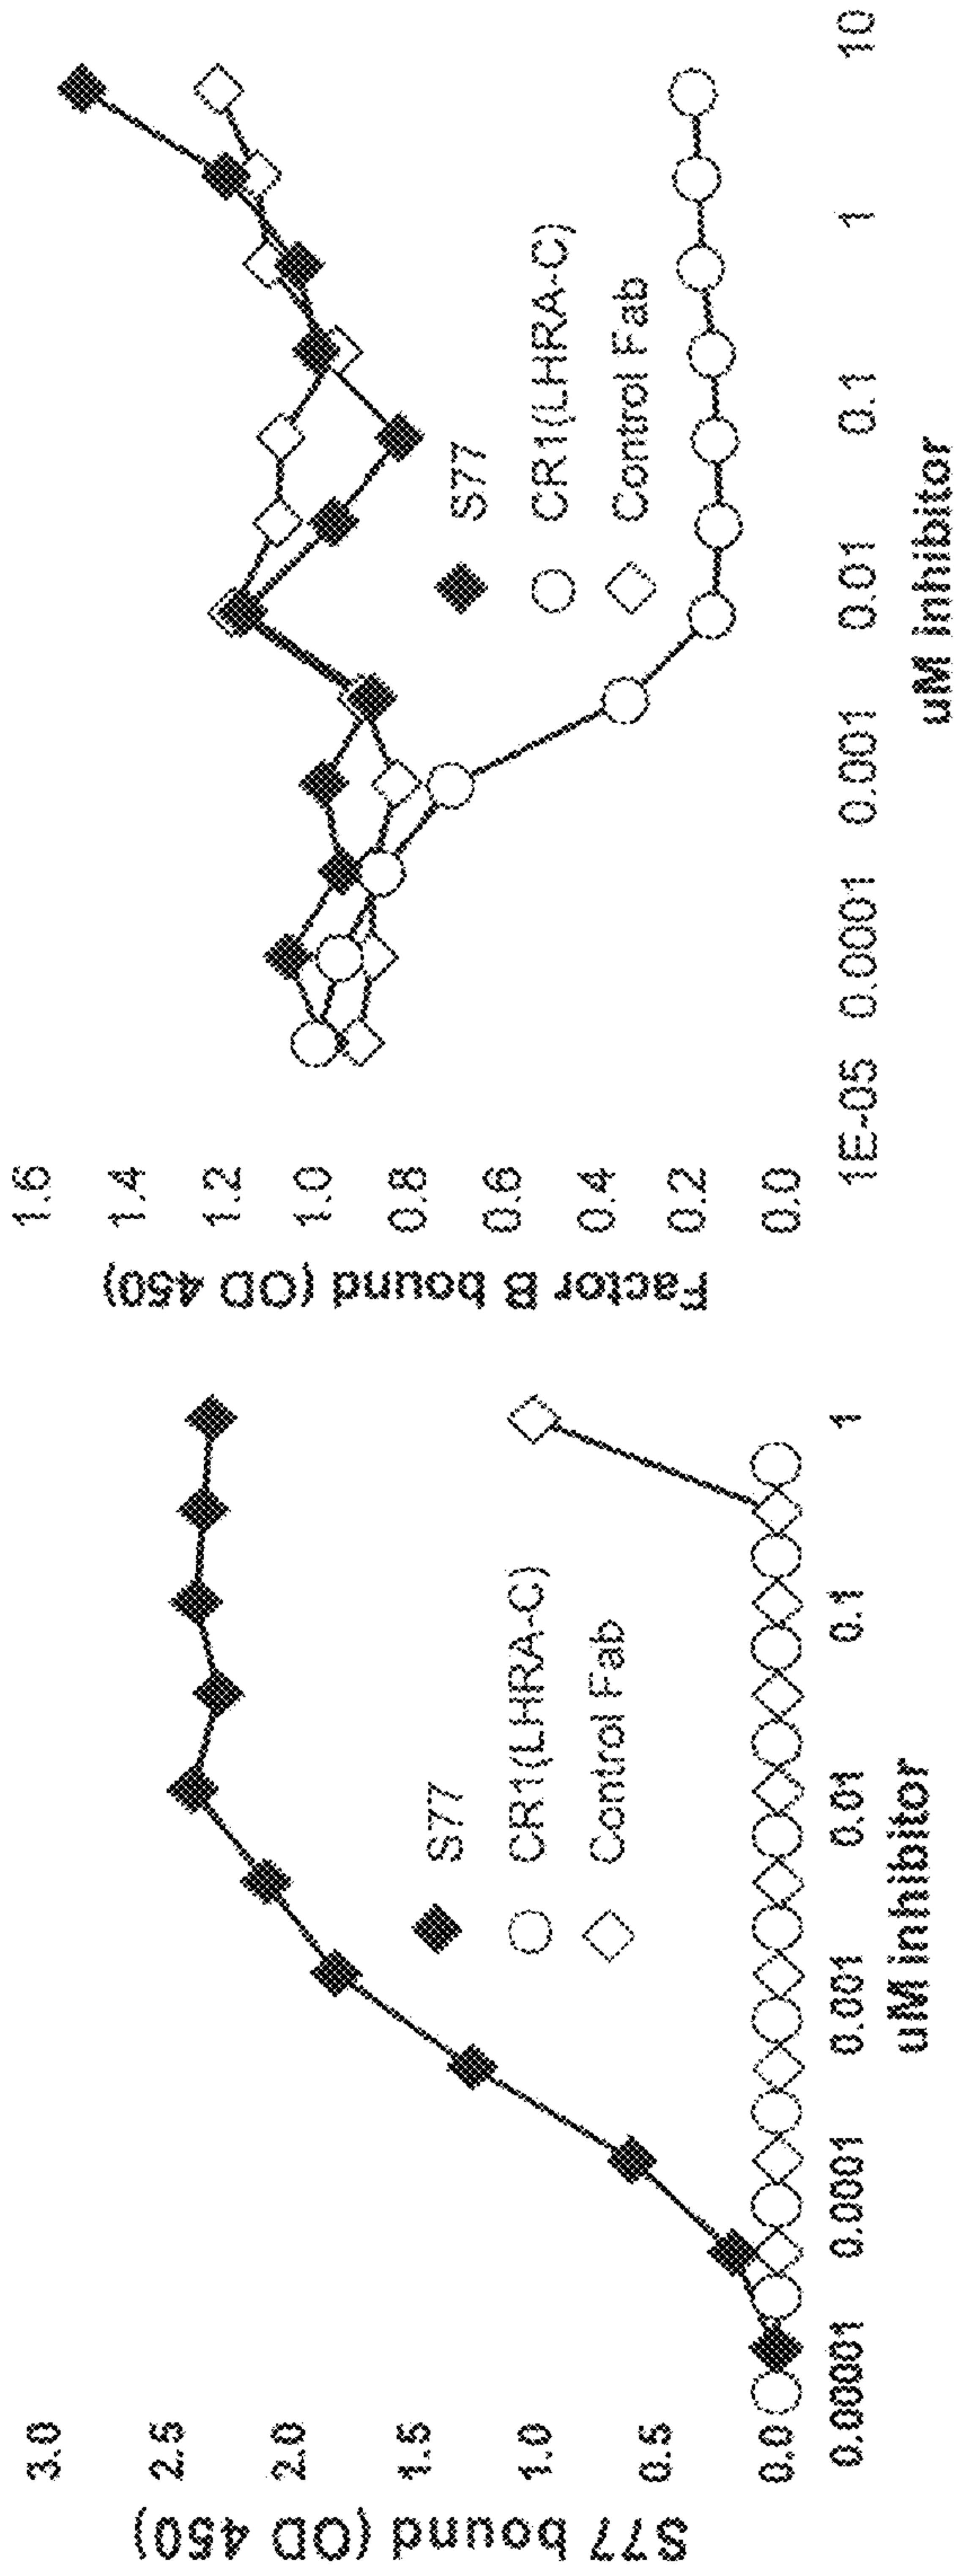 S77 bound (OD 450)
3.0
2.5
2.0
1.5
1.0
0.5
0.0
S77
CR1(LHRA-C)
Control Fab
0.00001 0.0001 0.001 0.01 0.1 1
uM inhibitor
Factor B bound (OD 450)
1.6
1.4
1.2
1.0
0.8
0.6
0.4
0.2
0.0
S77
CR1(LHRA-C)
Control Fab
1E-05 0.0001 0.001 0.01 0.1 1 10
uM inhibitor